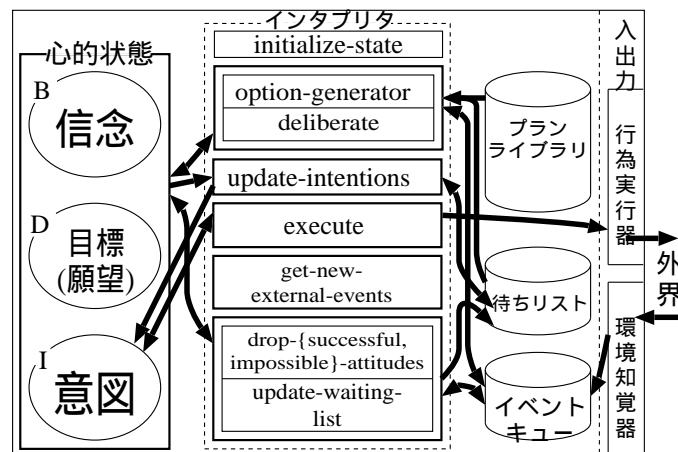 インタプリタ
initialize-state
心的状態
B
信念
D
目標
(願望)
I
意図
option-generator
deliberate
update-intentions
execute
get-new-
external-events
drop-{successful,
impossible}-attitudes
update-waiting-
list
プラン
ライブラリ
待ちリスト
イベント
キュー
入出力
行為実行器
環境知覚器
外界